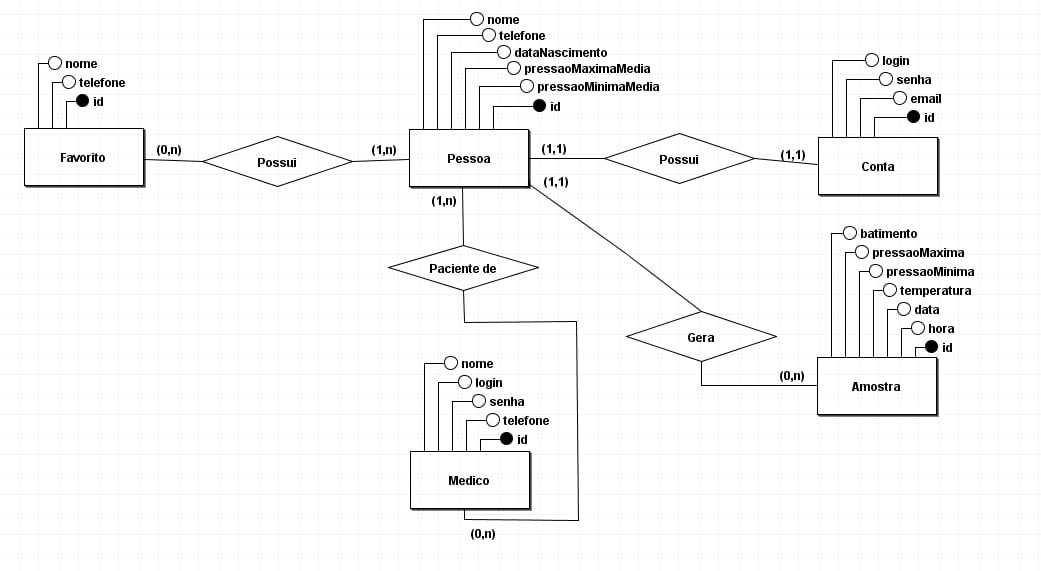 nome
telefone
dataNascimento
pressaoMaximaMedia
pressaoMinimaMedia
id
nome
telefone
id
login
senha
email
id
Favorito
(0,n)
Possui
(1,n)
Pessoa
(1,1)
Possui
(1,1)
Conta
(1,1)
(1,n)
Paciente de
batimento
pressaoMaxima
pressaoMinima
temperatura
data
hora
id
Gera
(0,n)
Amostra
nome
login
senha
telefone
id
Medico
(0,n)